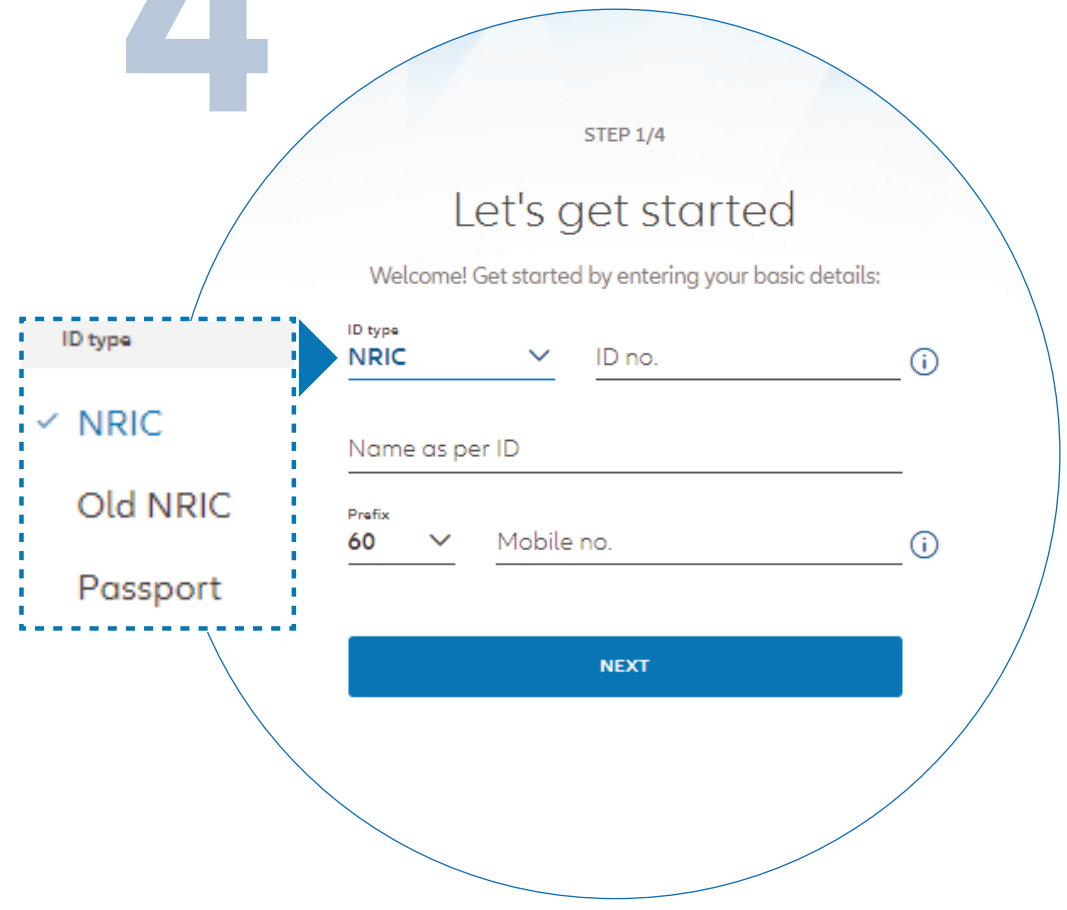 4
STEP 1/4
Let's get started
Welcome! Get started by entering your basic details:
ID type
NRIC
Old NRIC
Passport
ID type
NRIC ID no.
Name as per ID
Prefix
60 Mobile no.
NEXT